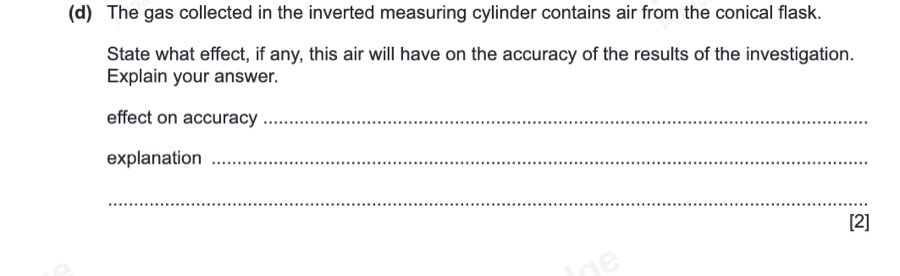 (d) The gas collected in the inverted measuring cylinder contains air from the conical flask.
State what effect, if any, this air will have on the accuracy of the results of the investigation.
Explain your answer.
effect on accuracy ................................................................................
explanation ................................................................................
................................................................................
[2]